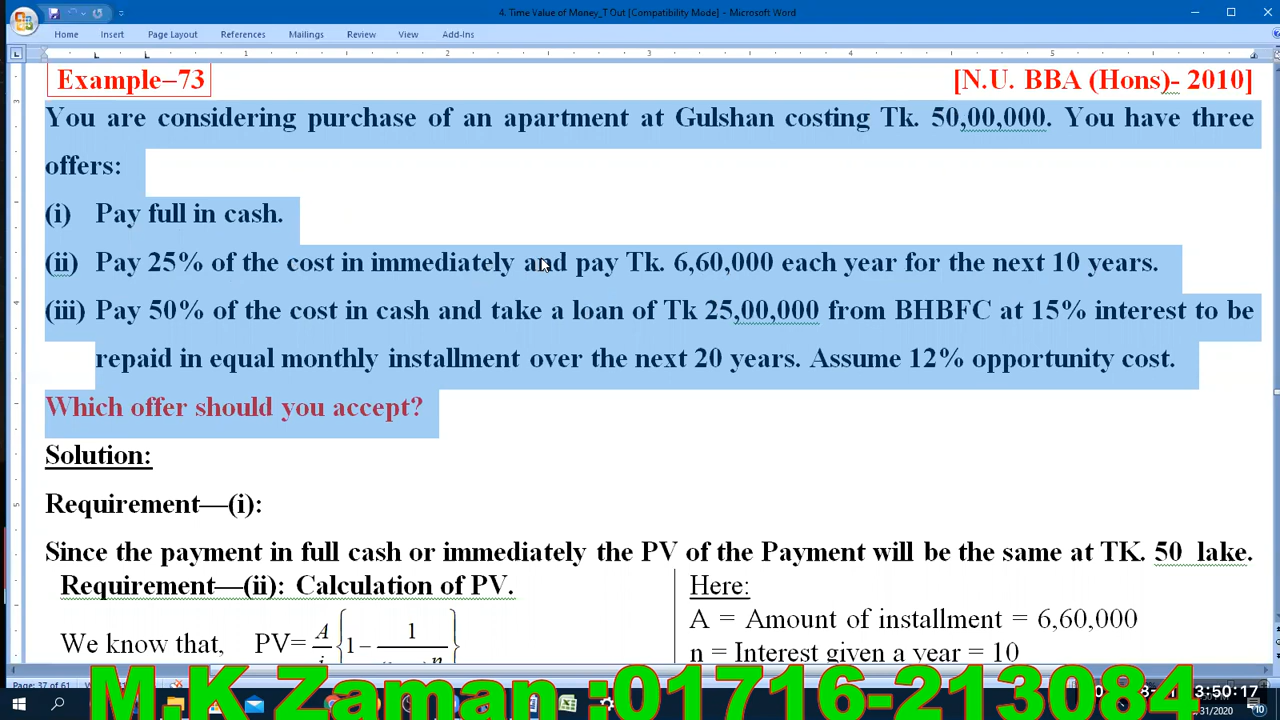 4. Time Value of Money_T Out [Compatibility Mode] - Microsoft Word
Home Insert Page Layout References Mailings Review View Add-Ins
Example–73 [N.U. BBA (Hons)- 2010]
You are considering purchase of an apartment at Gulshan costing Tk. 50,00,000. You have three
offers:
(i) Pay full in cash.
(ii) Pay 25% of the cost in immediately and pay Tk. 6,60,000 each year for the next 10 years.
(iii) Pay 50% of the cost in cash and take a loan of Tk 25,00,000 from BHBFC at 15% interest to be
repaid in equal monthly installment over the next 20 years. Assume 12% opportunity cost.
Which offer should you accept?
Solution:
Requirement—(i):
Since the payment in full cash or immediately the PV of the Payment will be the same at TK. 50 lake.
Requirement—(ii): Calculation of PV.
Here:
A = Amount of installment = 6,60,000
We know that, PV= A {1 − 1
n = Interest given a year = 10
Page: 37 of 61
M.K Zaman :01716-213084